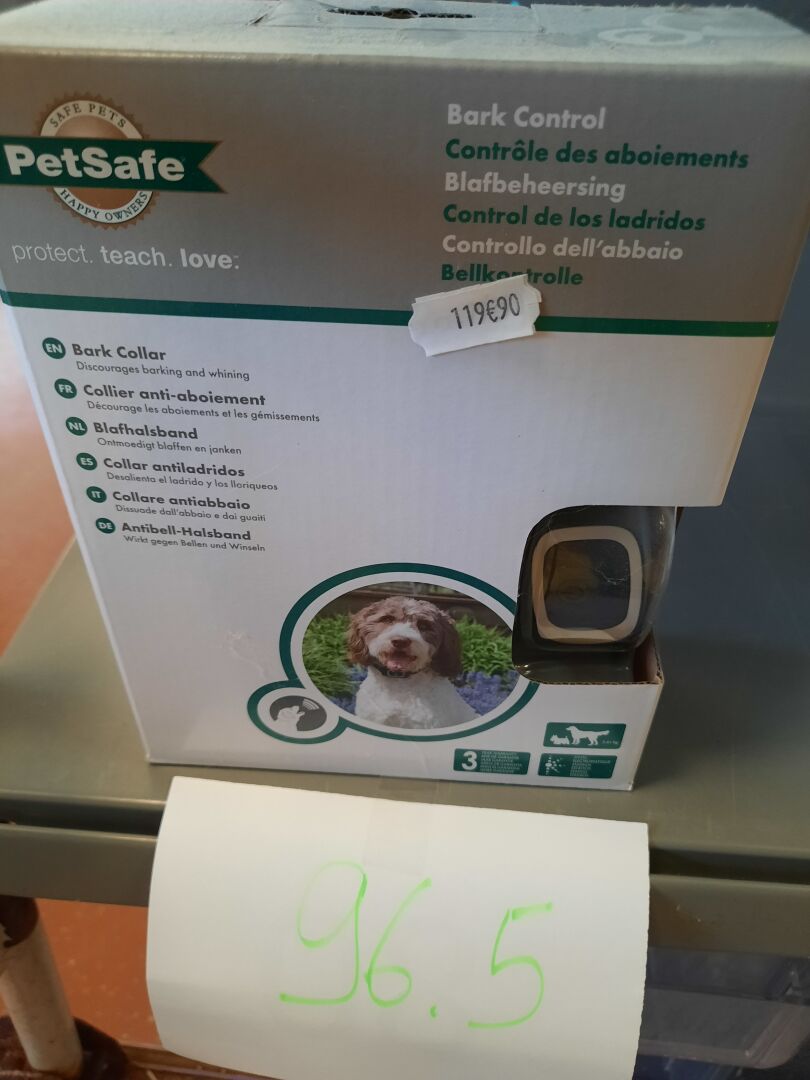 SAFE PETS
PetSafe®
HAPPY OWNERS
protect. teach. love.™
Bark Control
Contrôle des aboiements
Blafbeheersing
Control de los ladridos
Controllo dell'abbaio
119€90
EN Bark Collar
Discourages barking and whining
FR Collier anti-aboiement
Décourage les aboiements et les gémissements
NL Blafhalsband
Ontmoedigt blaffen en janken
ES Collar antiladridos
Desalienta el ladrido y los lloriqueos
IT Collare antiabbaio
Dissuade dall'abbaio e dai guaiti
DE Antibell-Halsband
Wirkt gegen Bellen und Winseln
3
96.5